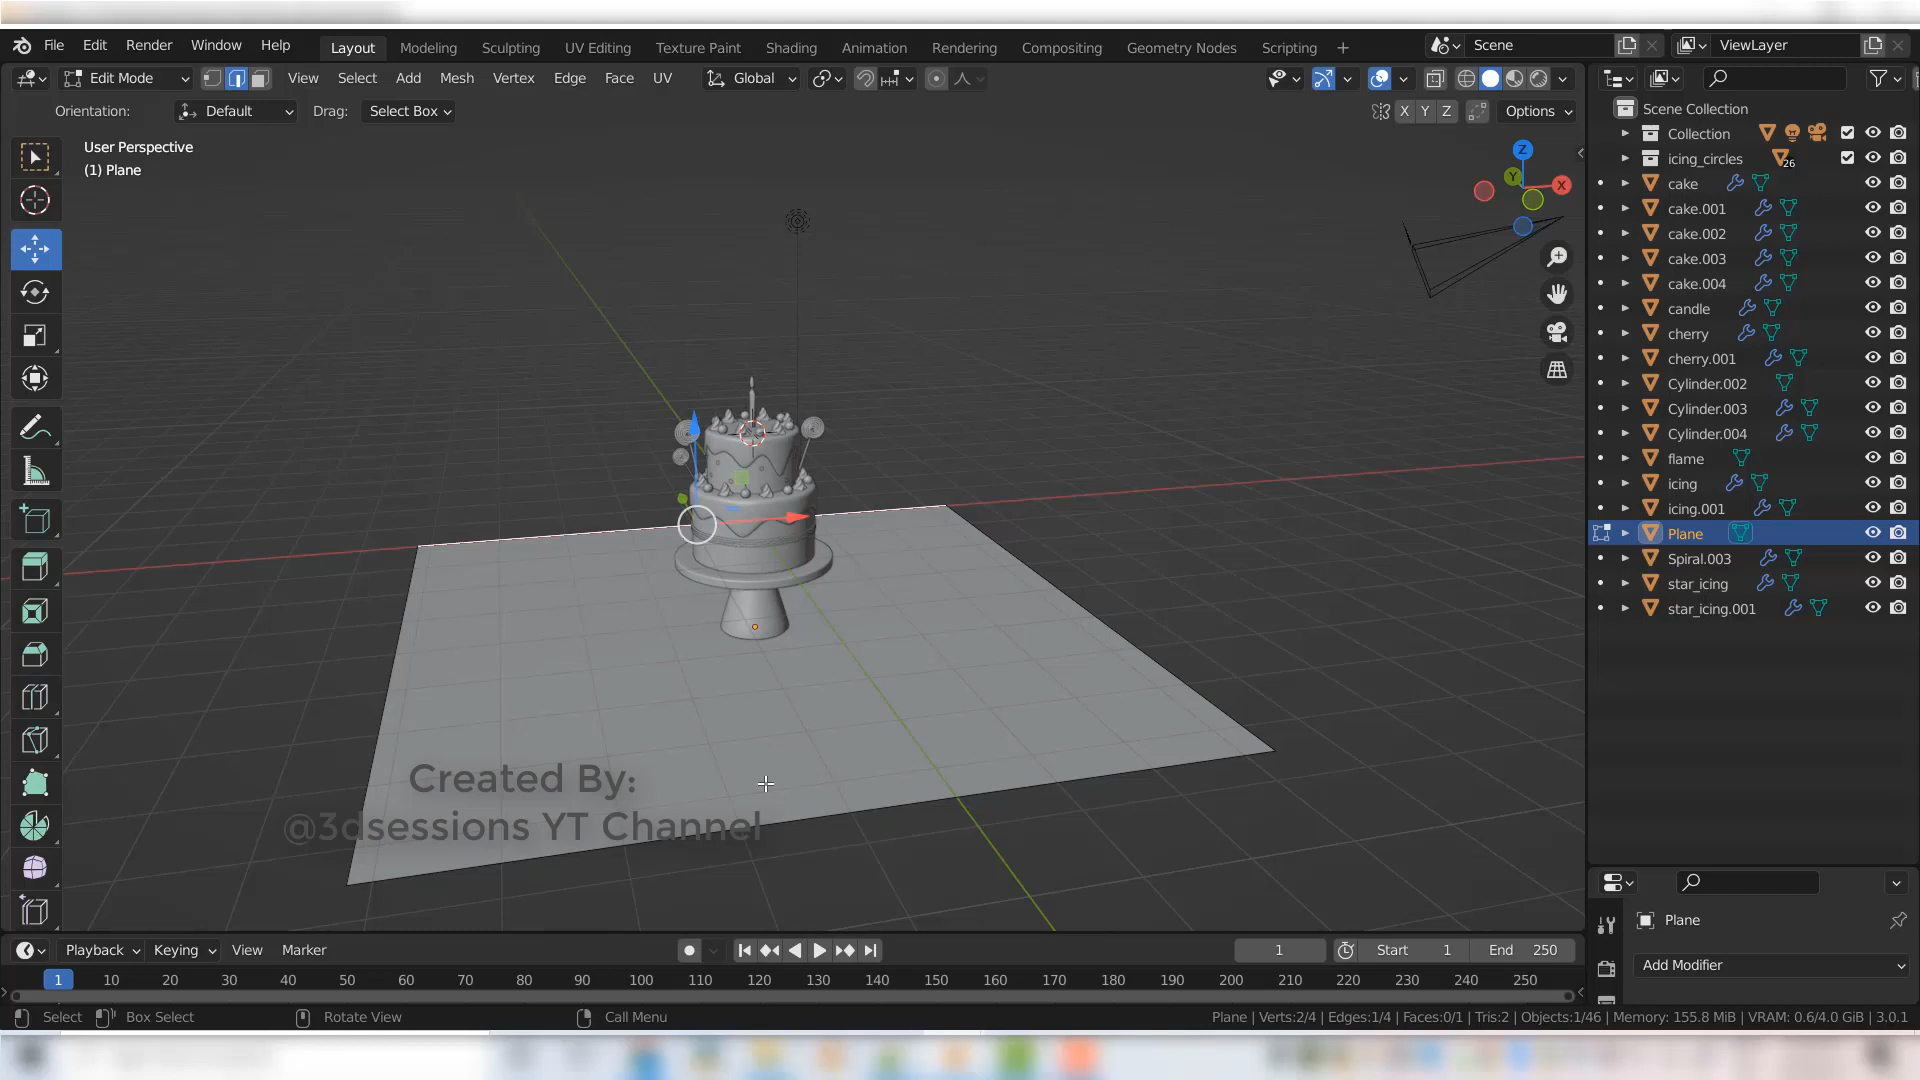 File Edit Render Window Help Layout Modeling Sculpting UV Editing Texture Paint Shading Animation Rendering Compositing Geometry Nodes Scripting + Scene ViewLayer
Edit Mode View Select Add Mesh Vertex Edge Face UV Global
Orientation: Default Drag: Select Box X Y Z Options
User Perspective
(1) Plane
Z
Y
X
Scene Collection
Collection
icing_circles 26
cake
cake.001
cake.002
cake.003
cake.004
candle
cherry
cherry.001
Cylinder.002
Cylinder.003
Cylinder.004
flame
icing
icing.001
Plane
Spiral.003
star_icing
star_icing.001
Created By:
@3dsessions YT Channel
Plane
Add Modifier
Playback Keying View Marker 1 Start 1 End 250
1 10 20 30 40 50 60 70 80 90 100 110 120 130 140 150 160 170 180 190 200 210 220 230 240 250
Select Box Select Rotate View Call Menu Plane | Verts:2/4 | Edges:1/4 | Faces:0/1 | Tris:2 | Objects:1/46 | Memory: 155.8 MiB | VRAM: 0.6/4.0 GiB | 3.0.1